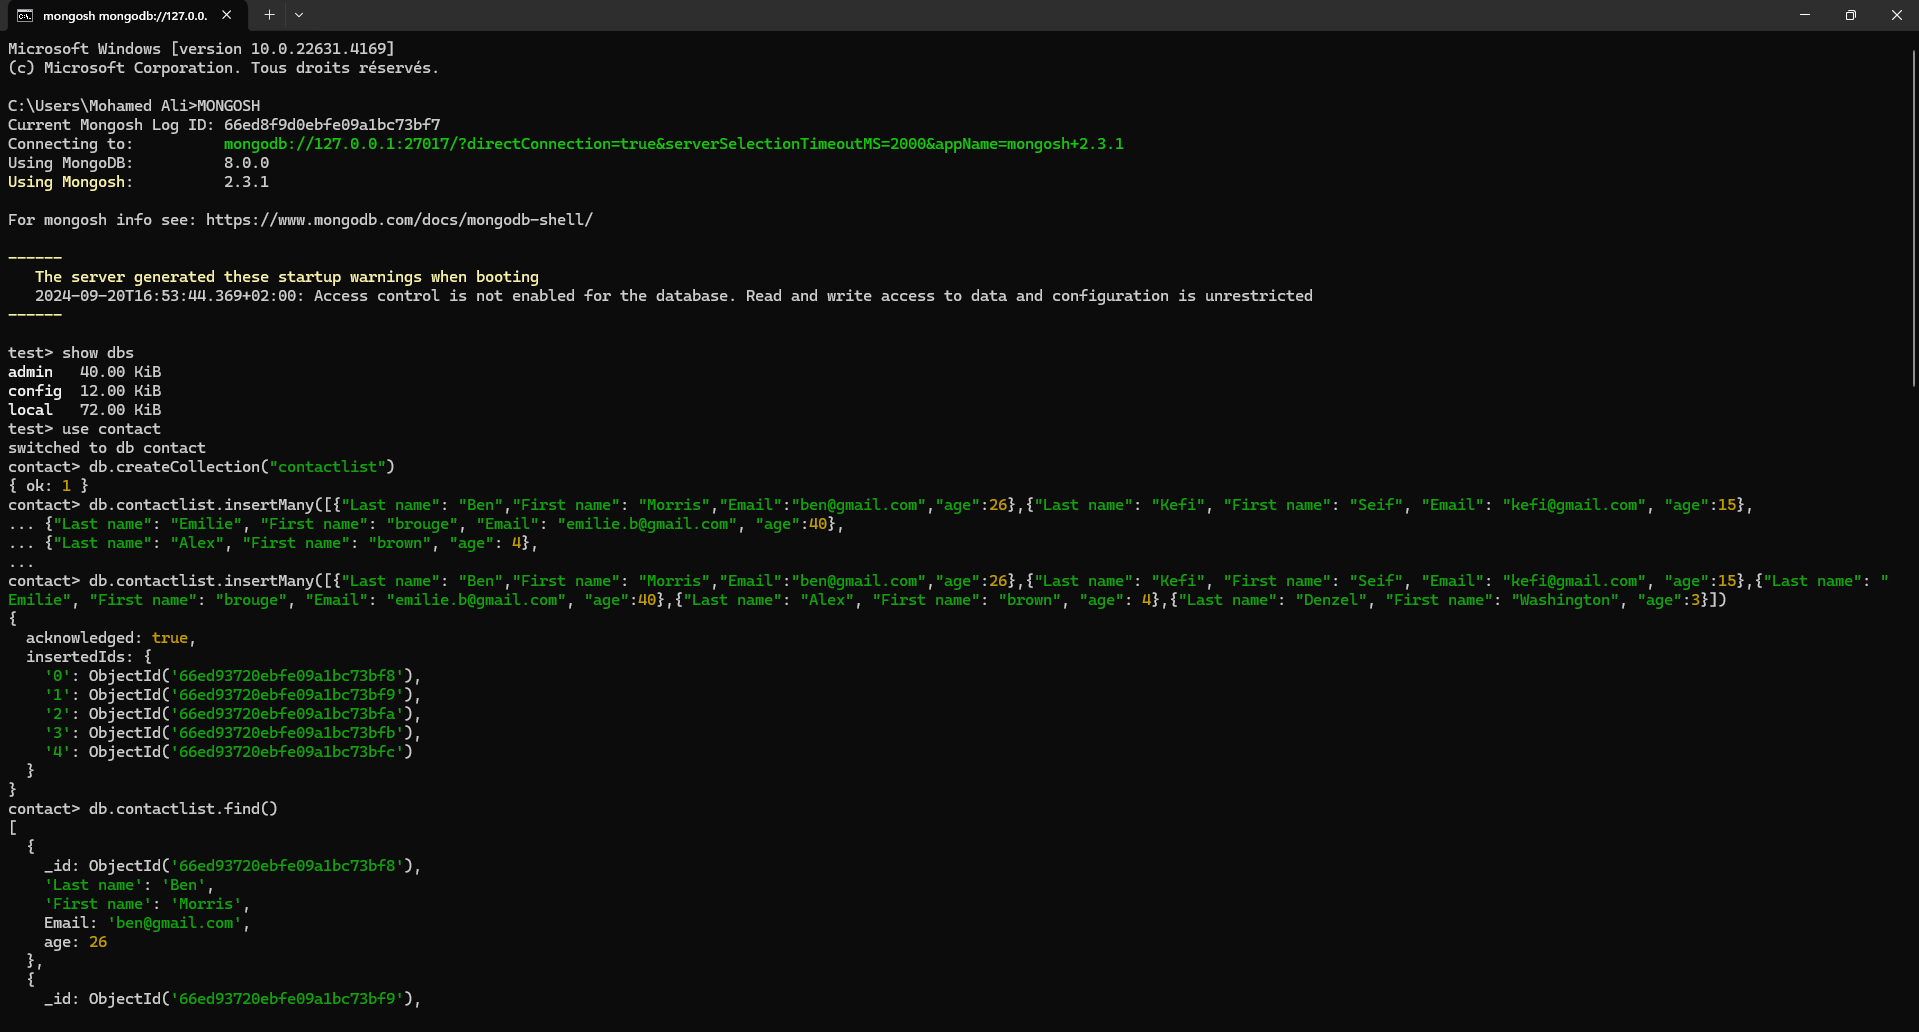 mongosh mongodb://127.0.0.
Microsoft Windows [version 10.0.22631.4169]
(c) Microsoft Corporation. Tous droits réservés.
C:\Users\Mohamed Ali>MONGOSH
Current Mongosh Log ID: 66ed8f9d0ebfe09a1bc73bf7
Connecting to:          mongodb://127.0.0.1:27017/?directConnection=true&serverSelectionTimeoutMS=2000&appName=mongosh+2.3.1
Using MongoDB:          8.0.0
Using Mongosh:          2.3.1
For mongosh info see: https://www.mongodb.com/docs/mongodb-shell/
------
   The server generated these startup warnings when booting
   2024-09-20T16:53:44.369+02:00: Access control is not enabled for the database. Read and write access to data and configuration is unrestricted
------
test> show dbs
admin   40.00 KiB
config  12.00 KiB
local   72.00 KiB
test> use contact
switched to db contact
contact> db.createCollection("contactlist")
{ ok: 1 }
contact> db.contactlist.insertMany([{"Last name": "Ben","First name": "Morris","Email":"ben@gmail.com","age":26},{"Last name": "Kefi", "First name": "Seif", "Email": "kefi@gmail.com", "age":15},
... {"Last name": "Emilie", "First name": "brouge", "Email": "emilie.b@gmail.com", "age":40},
... {"Last name": "Alex", "First name": "brown", "age": 4},
...
contact> db.contactlist.insertMany([{"Last name": "Ben","First name": "Morris","Email":"ben@gmail.com","age":26},{"Last name": "Kefi", "First name": "Seif", "Email": "kefi@gmail.com", "age":15},{"Last name": "
Emilie", "First name": "brouge", "Email": "emilie.b@gmail.com", "age":40},{"Last name": "Alex", "First name": "brown", "age": 4},{"Last name": "Denzel", "First name": "Washington", "age":3}])
{
  acknowledged: true,
  insertedIds: {
    '0': ObjectId('66ed93720ebfe09a1bc73bf8'),
    '1': ObjectId('66ed93720ebfe09a1bc73bf9'),
    '2': ObjectId('66ed93720ebfe09a1bc73bfa'),
    '3': ObjectId('66ed93720ebfe09a1bc73bfb'),
    '4': ObjectId('66ed93720ebfe09a1bc73bfc')
  }
}
contact> db.contactlist.find()
[
  {
    _id: ObjectId('66ed93720ebfe09a1bc73bf8'),
    'Last name': 'Ben',
    'First name': 'Morris',
    Email: 'ben@gmail.com',
    age: 26
  },
  {
    _id: ObjectId('66ed93720ebfe09a1bc73bf9'),